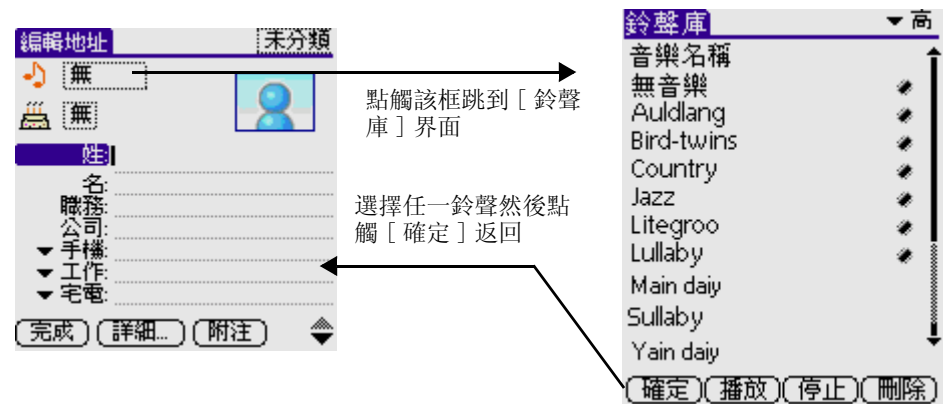 編輯地址
未分類
無
無
姓:
名:
職務:
公司:
手機:
工作:
宅電:
完成
詳細...
附注
點觸該框跳到［鈴聲
庫］界面
選擇任一鈴聲然後點
觸［確定］返回
鈴聲庫
高
音樂名稱
無音樂
Auldlang
Bird-twins
Country
Jazz
Litegroo
Lullaby
Main daiy
Sullaby
Yain daiy
確定
播放
停止
刪除